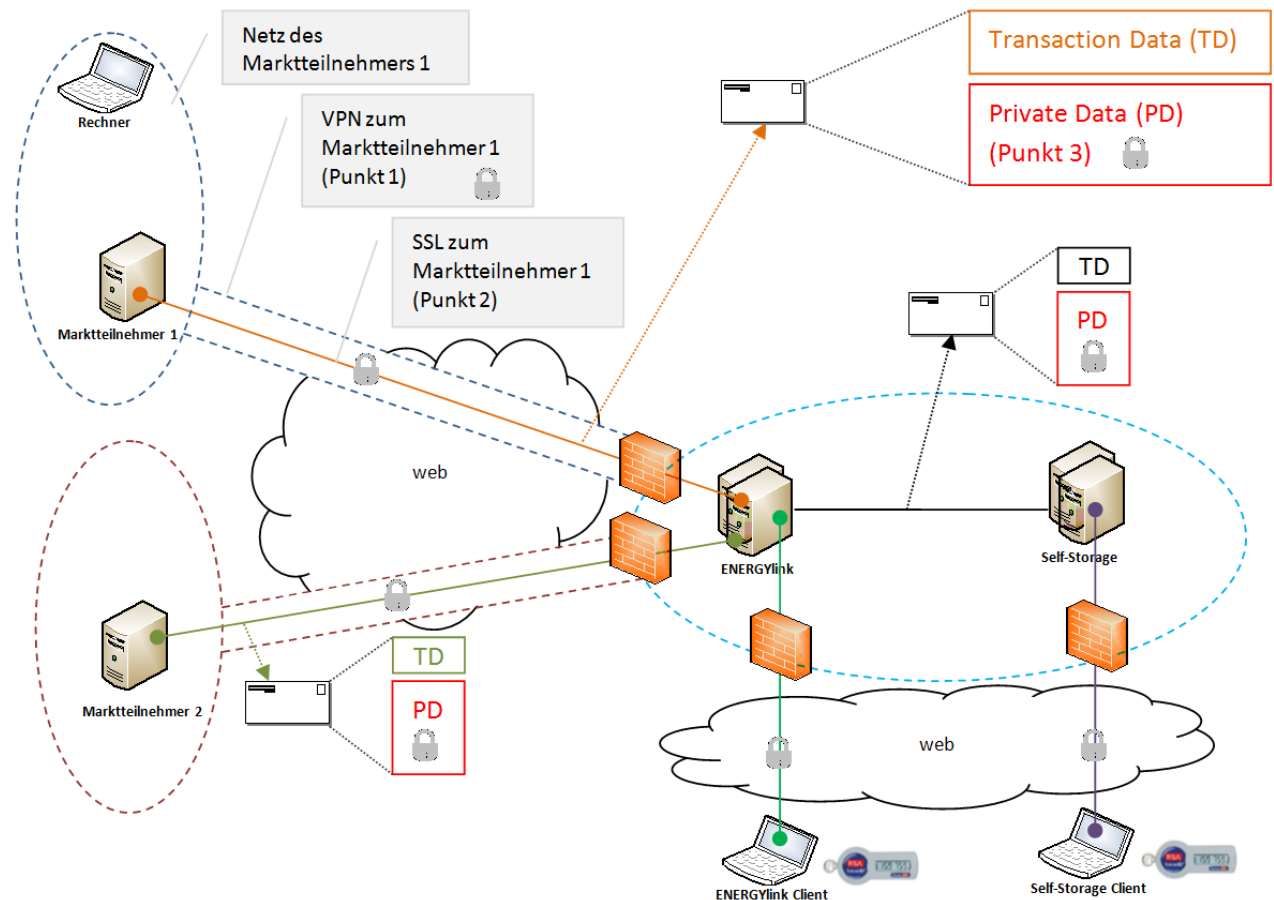 Netz des
Marktteilnehmers 1
Rechner
VPN zum
Marktteilnehmer 1
(Punkt 1)
SSL zum
Marktteilnehmer 1
(Punkt 2)
Transaction Data (TD)
Private Data (PD)
(Punkt 3)
Marktteilnehmer 1
TD
PD
web
ENERGYlink
Self-Storage
Marktteilnehmer 2
TD
PD
web
ENERGYlink Client
RSA
Self-Storage Client
RSA